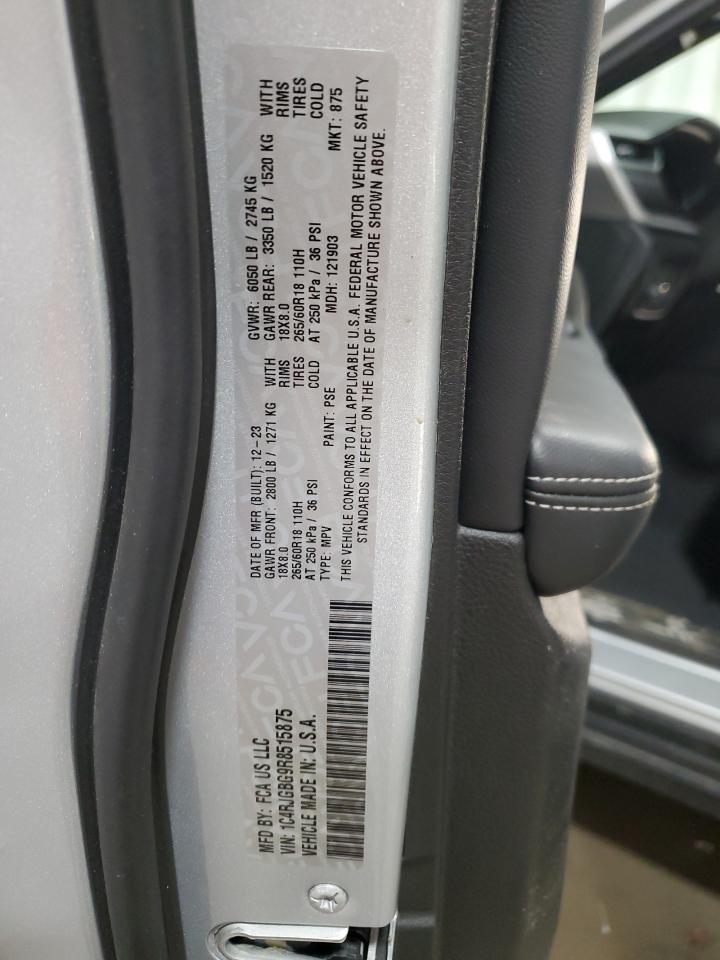 MFD BY: FCA US LLC
DATE OF MFR (BUILT): 12-23
GVWR: 6050 LB / 2745 KG
GAWR FRONT: 2800 LB / 1271 KG WITH
GAWR REAR: 3350 LB / 1520 KG WITH
18X8.0 RIMS
18X8.0 RIMS
265/60R18 110H TIRES
265/60R18 110H TIRES
AT 250 kPa / 36 PSI COLD
AT 250 kPa / 36 PSI COLD
VIN: 1C4RJGBG9R8515875
TYPE: MPV PAINT: PSE MDH: 121903 MKT: 875
VEHICLE MADE IN: U.S.A.
THIS VEHICLE CONFORMS TO ALL APPLICABLE U.S.A. FEDERAL MOTOR VEHICLE SAFETY
STANDARDS IN EFFECT ON THE DATE OF MANUFACTURE SHOWN ABOVE.